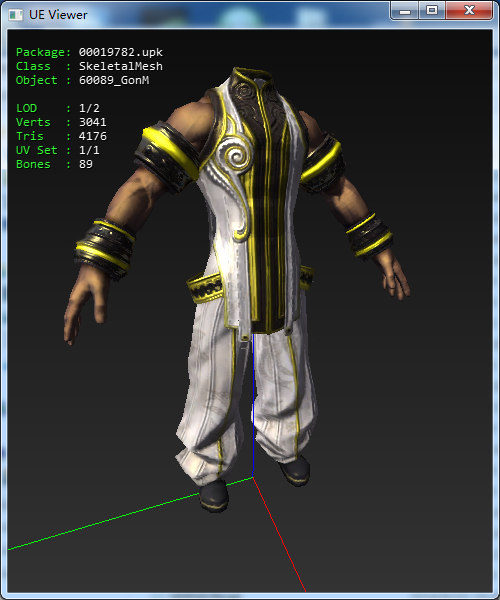 UE Viewer
Package: 00019782.upk
Class : SkeletalMesh
Object : 60089_GonM
LOD : 1/2
Verts : 3041
Tris : 4176
UV Set : 1/1
Bones : 89